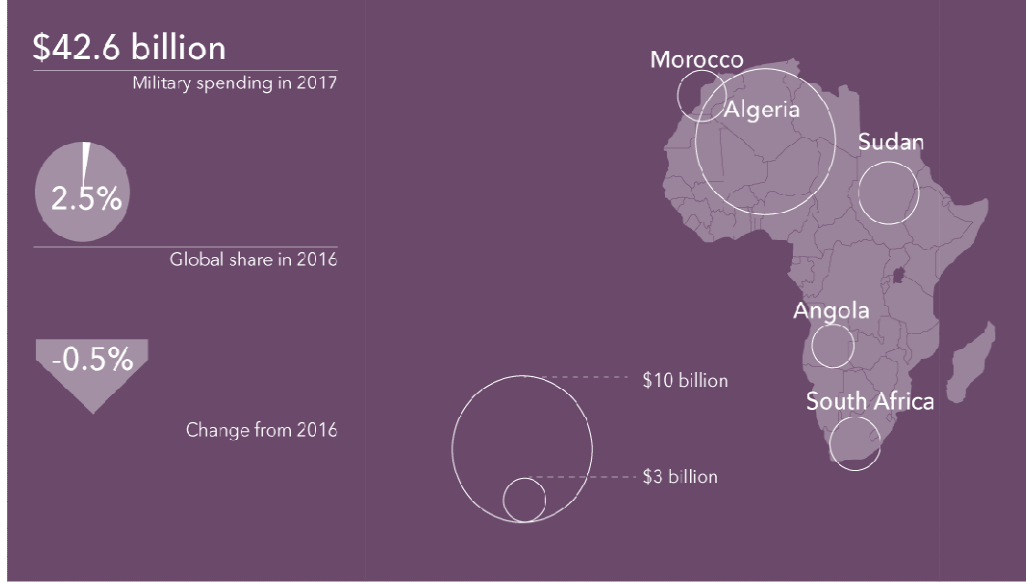 $42.6 billion
Military spending in 2017
2.5%
Global share in 2016
-0.5%
Change from 2016
$10 billion
$3 billion
Morocco
Algeria
Sudan
Angola
South Africa